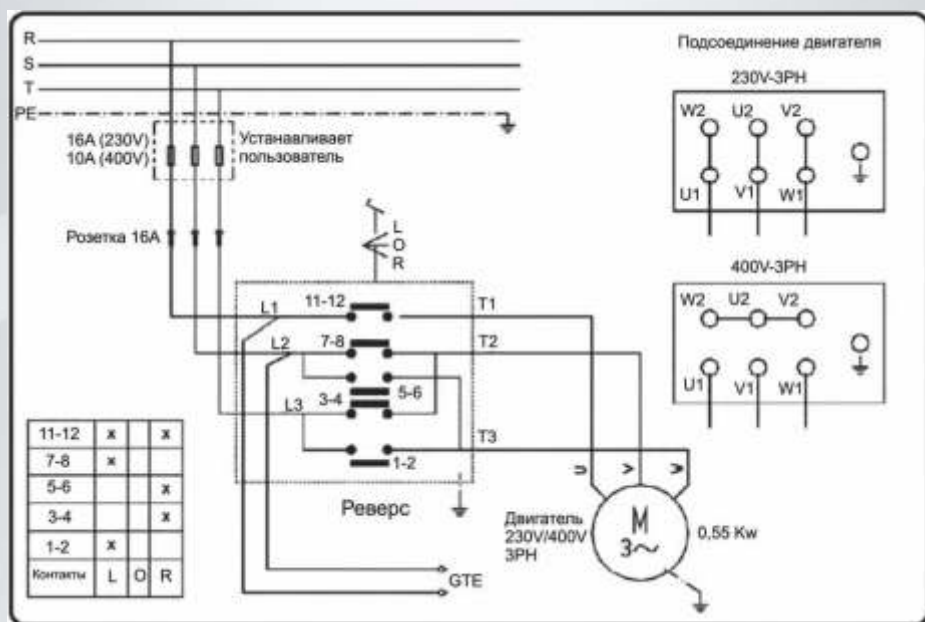 R
S
T
PE
16A (230V)
10A (400V)
Устанавливает
пользователь
Розетка 16А
L
O
R
L1
11-12
T1
L2
7-8
T2
5-6
3-4
L3
T3
1-2
Реверс
GTE
U
V
W
Двигатель
230V/400V
3PH
M
3~
0,55 Kw
Подсоединение двигателя
230V-3PH
W2 U2 V2
U1 V1 W1
400V-3PH
W2 U2 V2
U1 V1 W1
11-12 x x
7-8 x
5-6 x
3-4 x
1-2 x
Контакты L O R